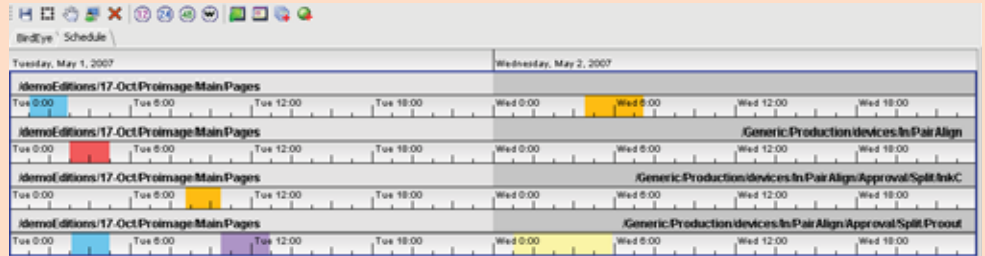 12 24 48 W
BirdEye Schedule
Tuesday, May 1, 2007 Wednesday, May 2, 2007
/demoEditions/17-Oct/Proimage/Main/Pages
Tue 0:00 Tue 6:00 Tue 12:00 Tue 18:00 Wed 0:00 Wed 6:00 Wed 12:00 Wed 18:00
/demoEditions/17-Oct/Proimage/Main/Pages /Generic/Production/devices/In/PairAlign
Tue 0:00 Tue 6:00 Tue 12:00 Tue 18:00 Wed 0:00 Wed 6:00 Wed 12:00 Wed 18:00
/demoEditions/17-Oct/Proimage/Main/Pages /Generic/Production/devices/In/PairAlign/Approval/Split/InkC
Tue 0:00 Tue 6:00 Tue 12:00 Tue 18:00 Wed 0:00 Wed 6:00 Wed 12:00 Wed 18:00
/demoEditions/17-Oct/Proimage/Main/Pages /Generic/Production/devices/In/PairAlign/Approval/Split/Proout
Tue 0:00 Tue 6:00 Tue 12:00 Tue 18:00 Wed 0:00 Wed 6:00 Wed 12:00 Wed 18:00